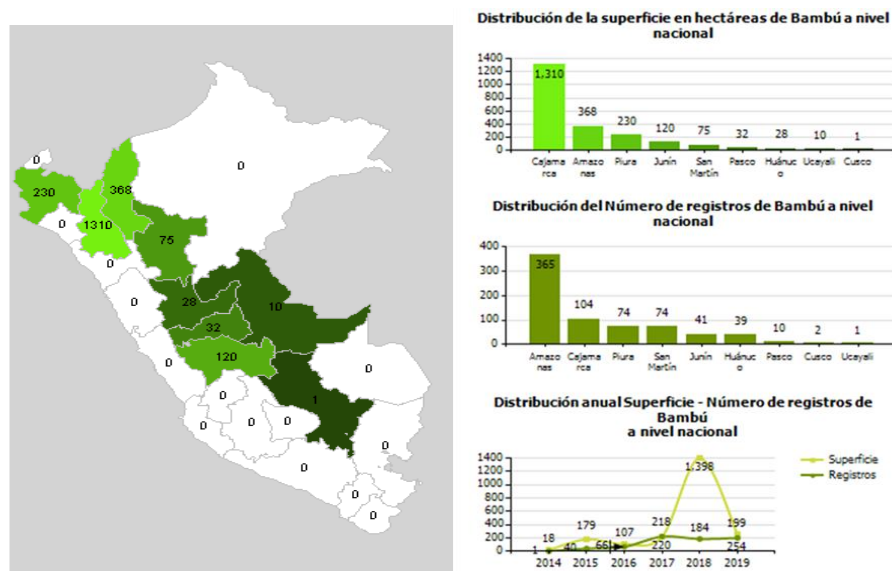 0
0
230
368
0
1310
75
0
0
28
10
32
0
120
0
0
1
0
0
0
0
0
0
0
0
Distribución de la superficie en hectáreas de Bambú a nivel
nacional
1400
1200
1000
800
600
400
200
0
1,310
368
230
120
75
32
28
10
1
Cajama
rca
Amazo
nas
Piura
Junín
San
Martín
Pasco
Huánuc
o
Ucayali
Cusco
Distribución del Número de registros de Bambú a nivel
nacional
400
300
200
100
0
365
104
74
74
41
39
10
2
1
Amazo
nas
Cajama
rca
Piura
San
Martín
Junín
Huánuc
o
Pasco
Cusco
Ucayali
Distribución anual Superficie - Número de registros de
Bambú
a nivel nacional
1400
1200
1000
800
600
400
200
0
18
179
107
218
1,398
184
199
1
40
66
220
254
2014 2015 2016 2017 2018 2019
Superficie
Registros